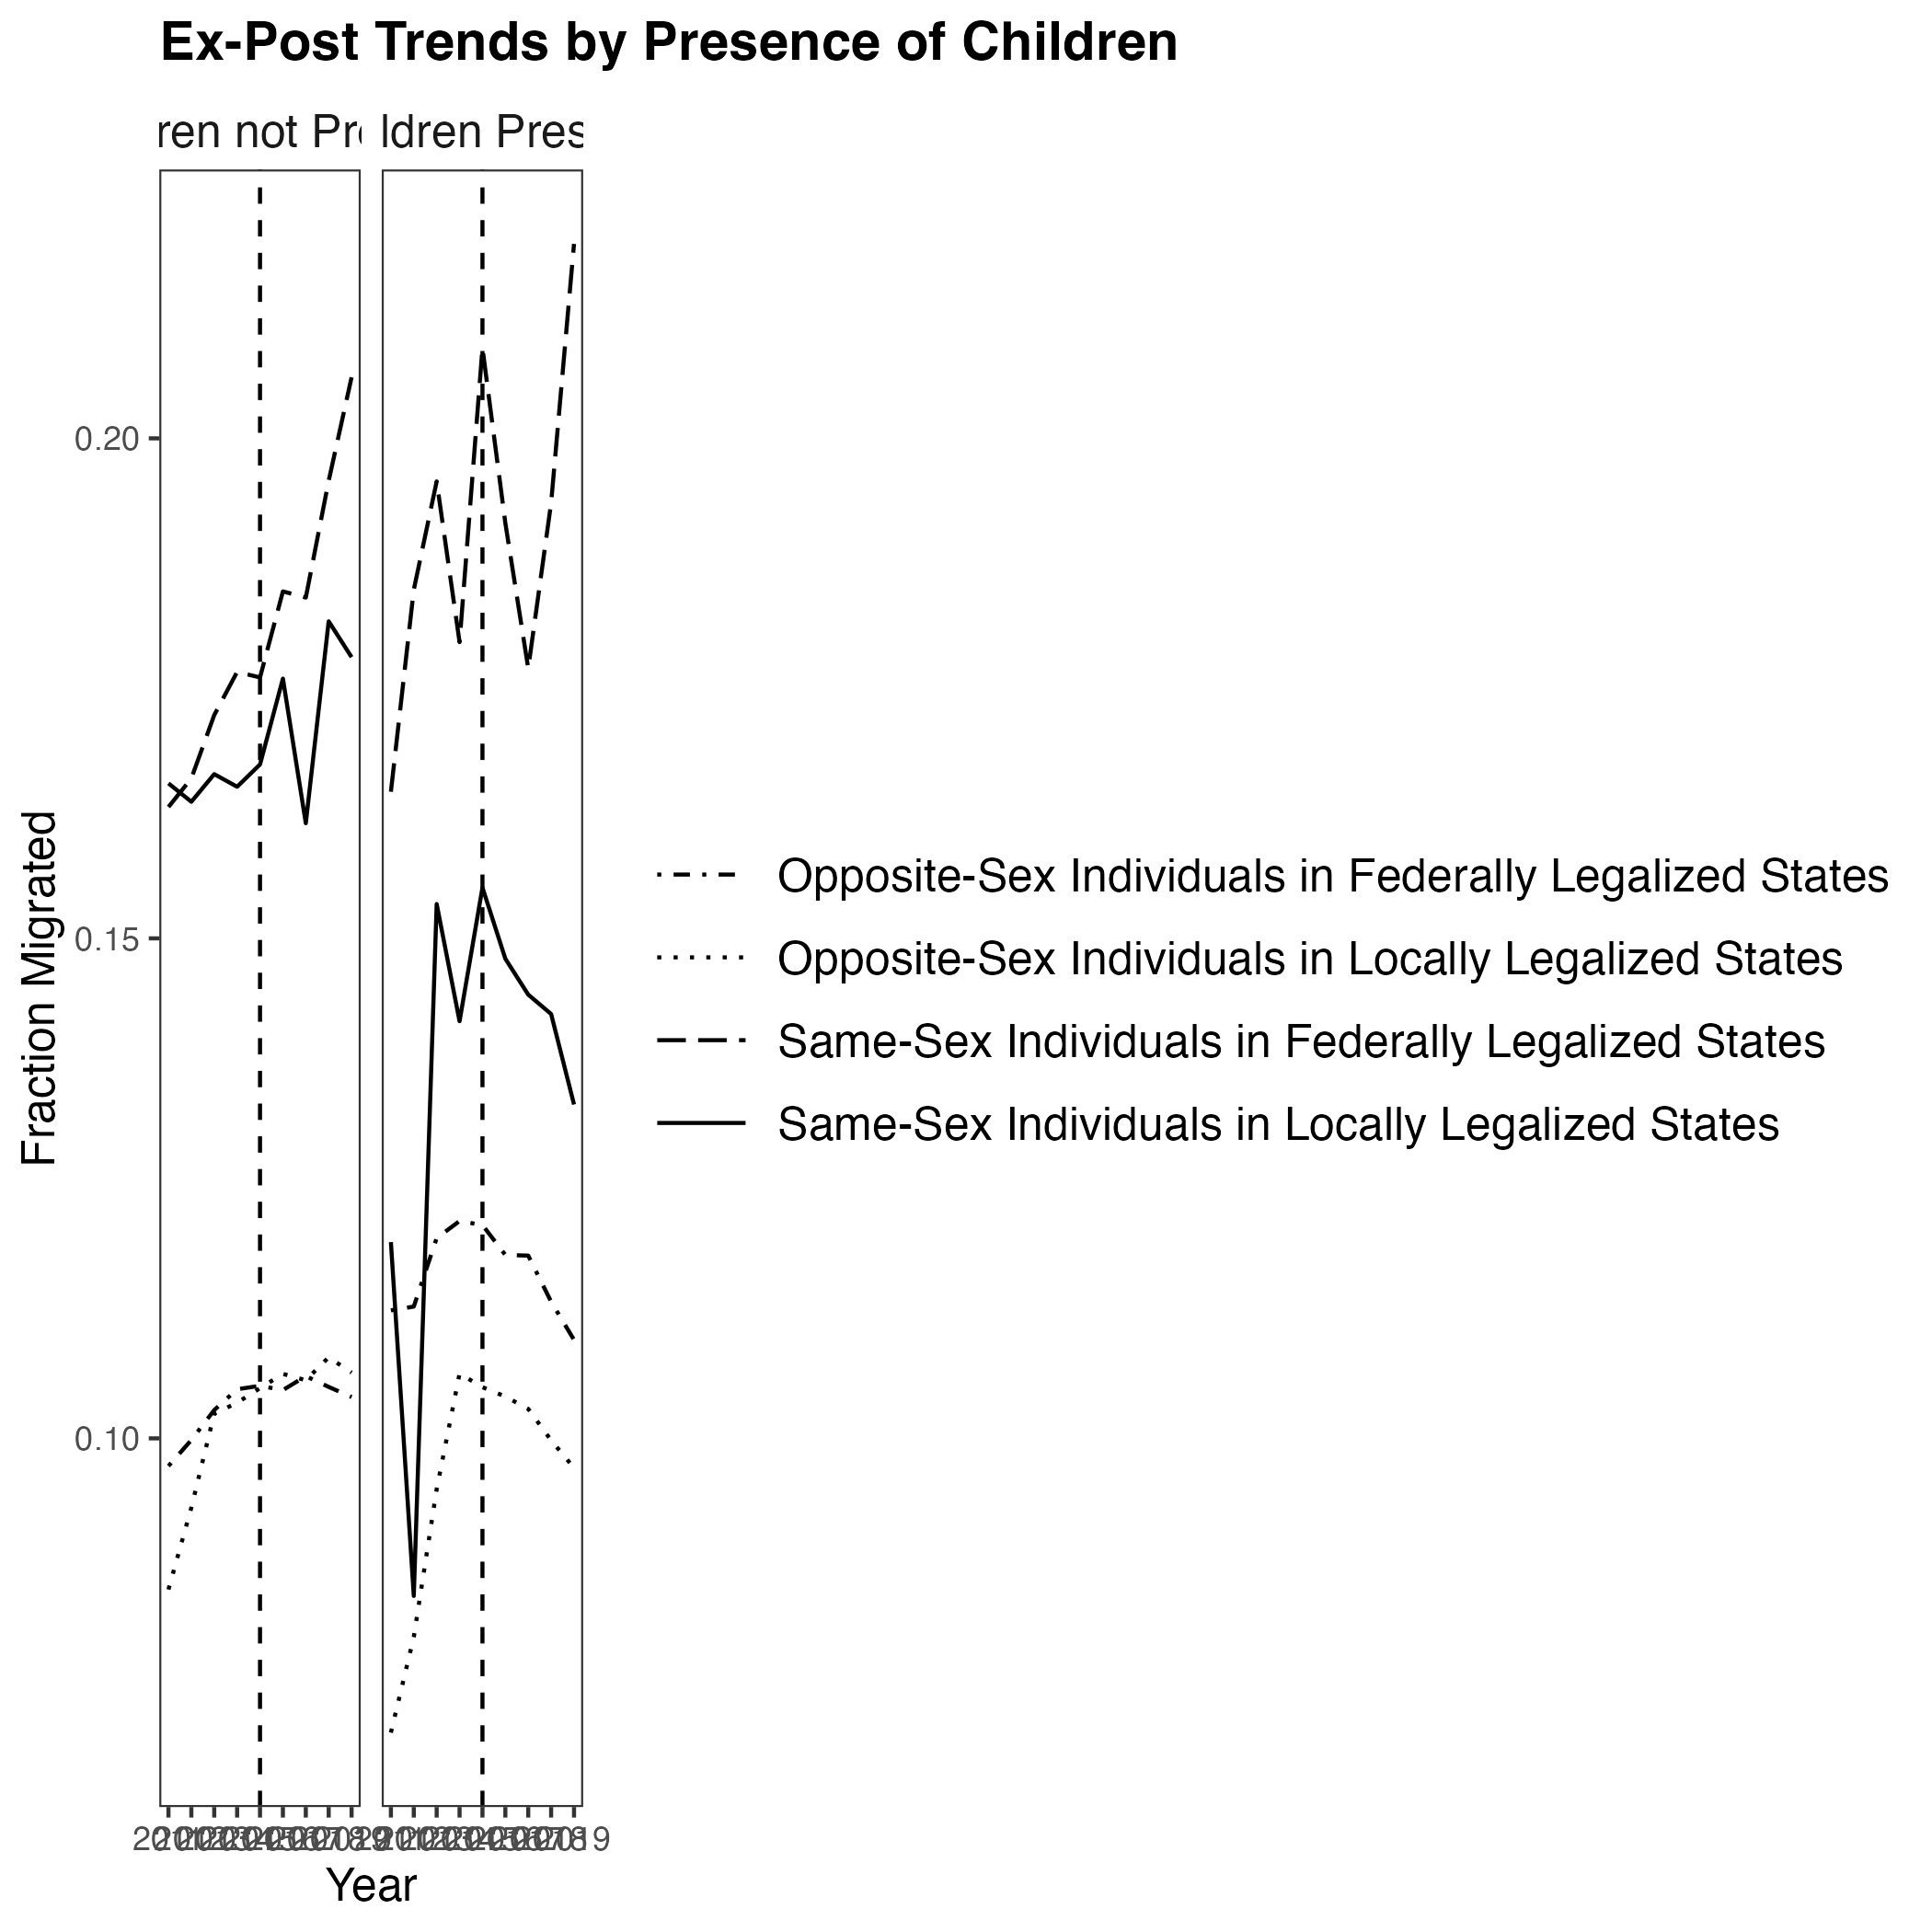 Ex-Post Trends by Presence of Children
ren not Pr
ldren Pres
0.20
0.15
0.10
Fraction Migrated
Opposite-Sex Individuals in Federally Legalized States
Opposite-Sex Individuals in Locally Legalized States
Same-Sex Individuals in Federally Legalized States
Same-Sex Individuals in Locally Legalized States
Year